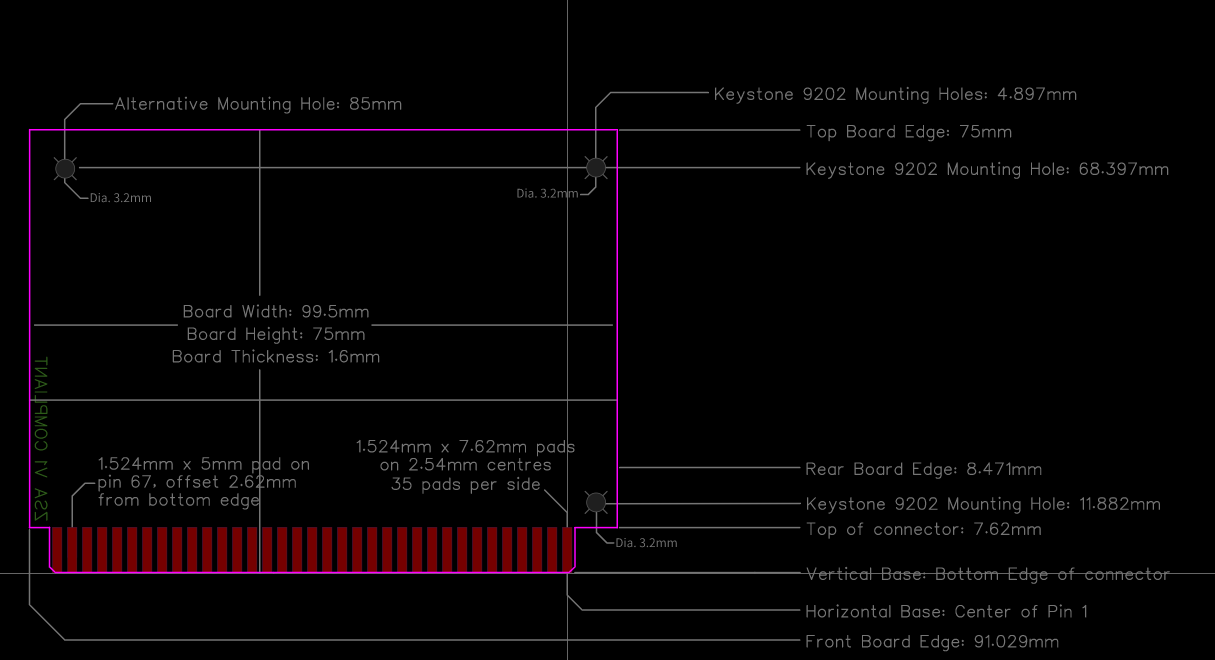 Alternative Mounting Hole: 85mm
Keystone 9202 Mounting Holes: 4.897mm
Top Board Edge: 75mm
Keystone 9202 Mounting Hole: 68.397mm
Dia. 3.2mm
Dia. 3.2mm
Board Width: 99.5mm
Board Height: 75mm
Board Thickness: 1.6mm
ZSA V1 COMPLIANT
1.524mm x 5mm pad on
pin 67, offset 2.62mm
from bottom edge
1.524mm x 7.62mm pads
on 2.54mm centres
35 pads per side
Rear Board Edge: 8.471mm
Keystone 9202 Mounting Hole: 11.882mm
Top of connector: 7.62mm
Dia. 3.2mm
Vertical Base: Bottom Edge of connector
Horizontal Base: Center of Pin 1
Front Board Edge: 91.029mm